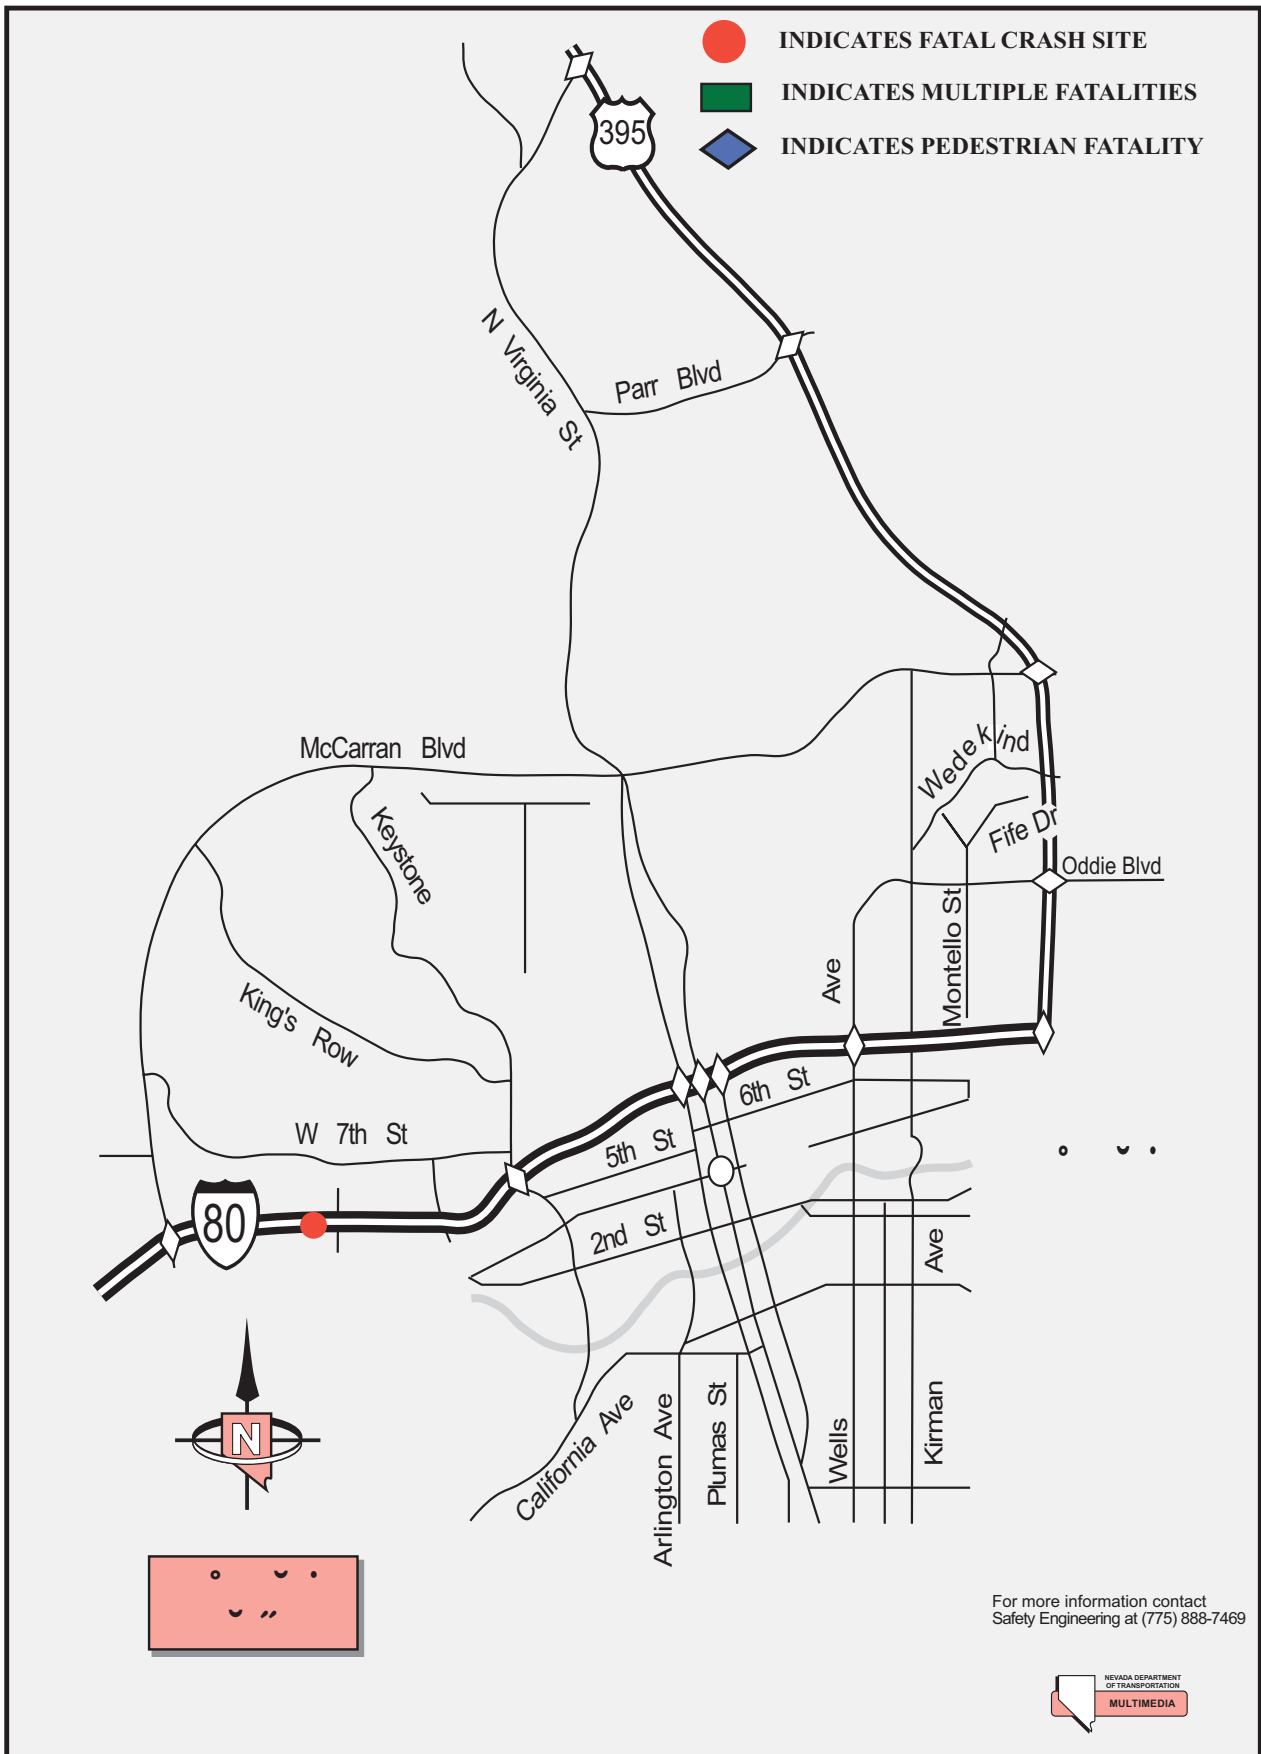 INDICATES FATAL CRASH SITE
INDICATES MULTIPLE FATALITIES
INDICATES PEDESTRIAN FATALITY
395
N Virginia St
Parr Blvd
McCarran Blvd
Wedekind
Keystone
Fife Dr
Oddie Blvd
Montello St
Ave
King's Row
6th St
W 7th St
5th St
80
2nd St
Ave
California Ave
Arlington Ave
Plumas St
Wells
Kirman
N
For more information contact
Safety Engineering at (775) 888-7469
NEVADA DEPARTMENT
OF TRANSPORTATION
MULTIMEDIA